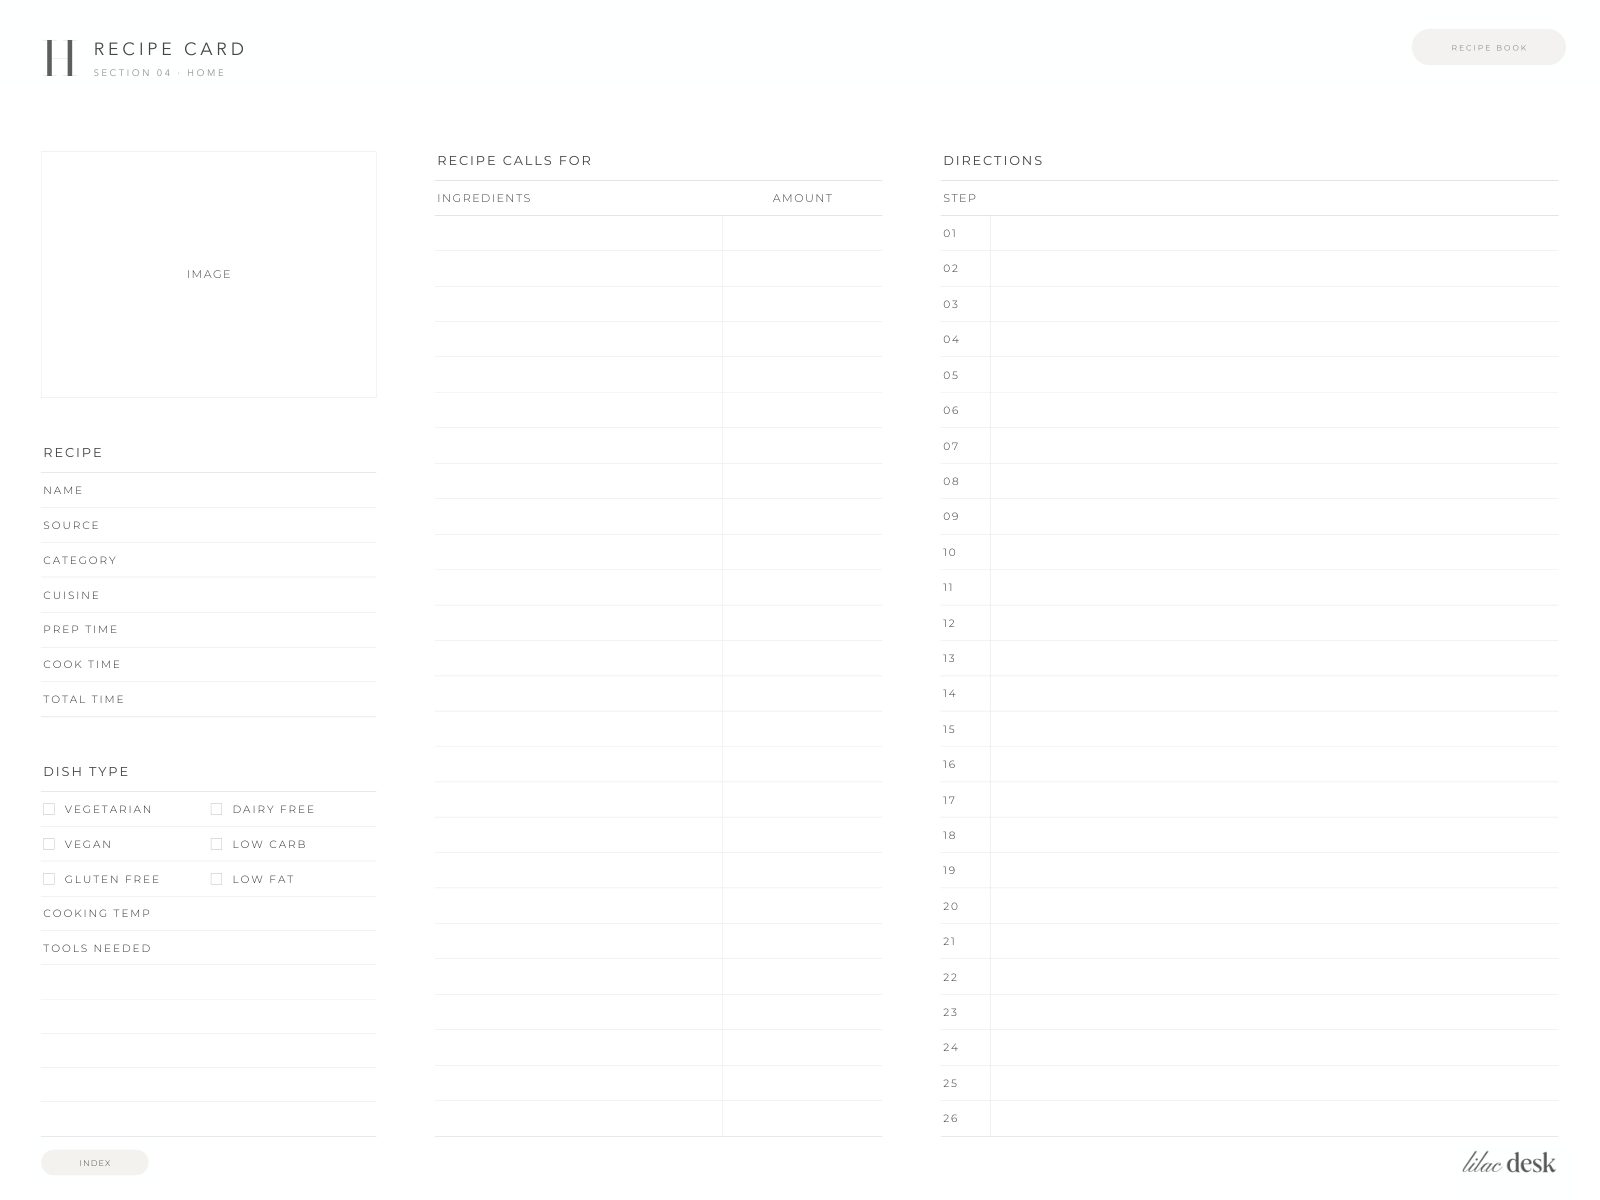 H
RECIPE CARD
SECTION 04 · HOME
RECIPE BOOK
IMAGE
RECIPE
NAME
SOURCE
CATEGORY
CUISINE
PREP TIME
COOK TIME
TOTAL TIME
DISH TYPE
VEGETARIAN DAIRY FREE
VEGAN LOW CARB
GLUTEN FREE LOW FAT
COOKING TEMP
TOOLS NEEDED
RECIPE CALLS FOR
INGREDIENTS AMOUNT
DIRECTIONS
STEP
01
02
03
04
05
06
07
08
09
10
11
12
13
14
15
16
17
18
19
20
21
22
23
24
25
26
INDEX
lilac desk